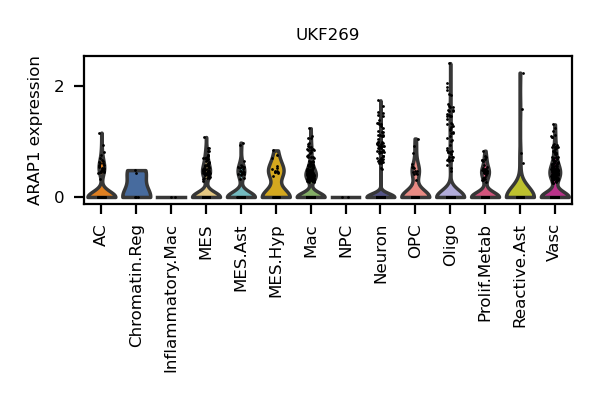 UKF269
ARAP1 expression
2
0
AC
Chromatin.Reg
Inflammatory.Mac
MES
MES.Ast
MES.Hyp
Mac
NPC
Neuron
OPC
Oligo
Prolif.Metab
Reactive.Ast
Vasc